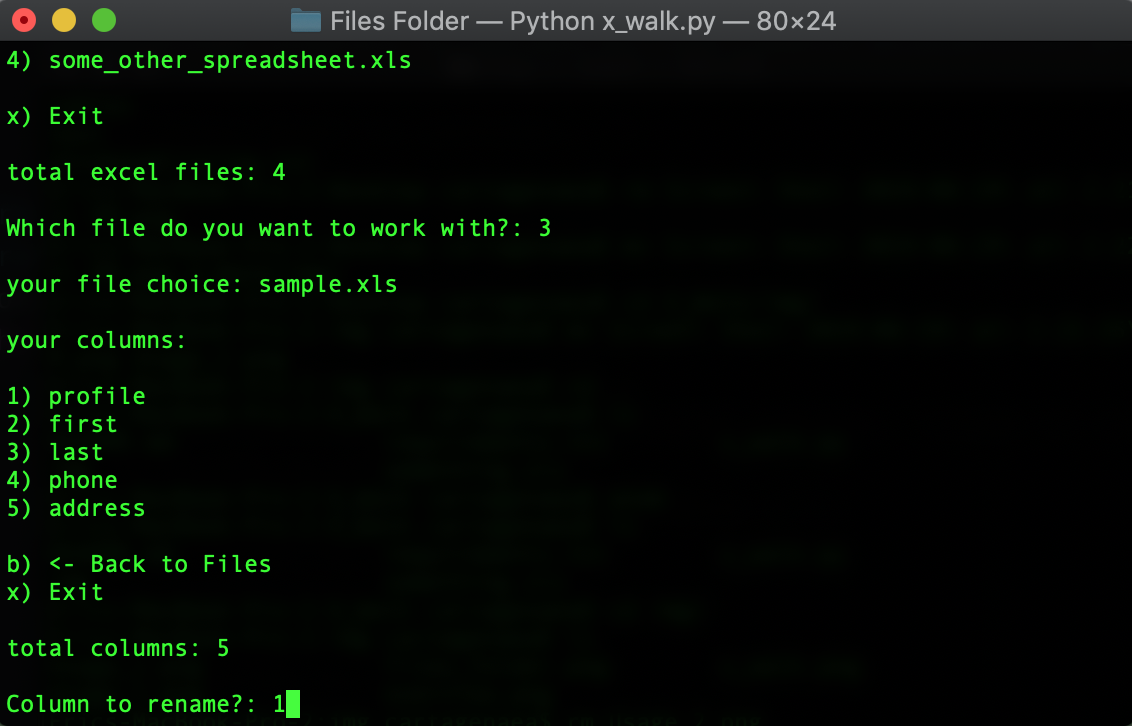 Files Folder — Python x_walk.py — 80×24
4) some_other_spreadsheet.xls
x) Exit
total excel files: 4
Which file do you want to work with?: 3
your file choice: sample.xls
your columns:
1) profile
2) first
3) last
4) phone
5) address
b) <- Back to Files
x) Exit
total columns: 5
Column to rename?: 1